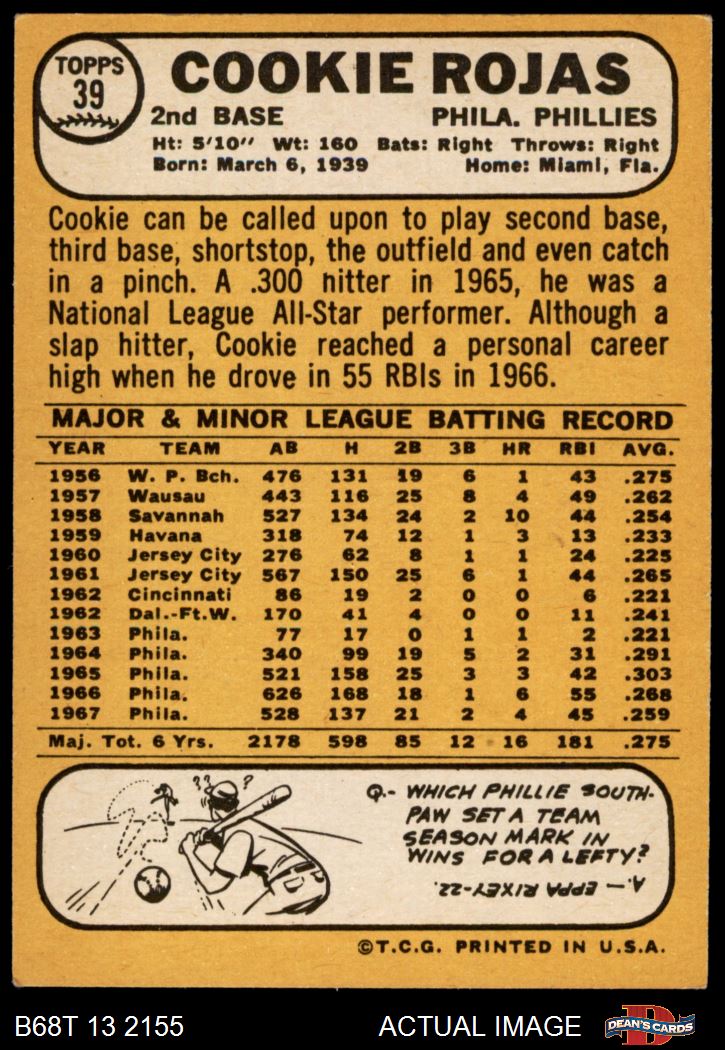 TOPPS
39
COOKIE ROJAS
2nd BASE PHILA. PHILLIES
Ht: 5'10" Wt: 160 Bats: Right Throws: Right
Born: March 6, 1939 Home: Miami, Fla.
Cookie can be called upon to play second base,
third base, shortstop, the outfield and even catch
in a pinch. A .300 hitter in 1965, he was a
National League All-Star performer. Although a
slap hitter, Cookie reached a personal career
high when he drove in 55 RBIs in 1966.
MAJOR & MINOR LEAGUE BATTING RECORD
YEAR TEAM AB H 2B 3B HR RBI AVG.
1956 W. P. Bch. 476 131 19 6 1 43 .275
1957 Wausau 443 116 25 8 4 49 .262
1958 Savannah 527 134 24 2 10 44 .254
1959 Havana 318 74 12 1 3 13 .233
1960 Jersey City 276 62 8 1 1 24 .225
1961 Jersey City 567 150 25 6 1 44 .265
1962 Cincinnati 86 19 2 0 0 6 .221
1962 Dal.-Ft.W. 170 41 4 0 0 11 .241
1963 Phila. 77 17 0 1 1 2 .221
1964 Phila. 340 99 19 5 2 31 .291
1965 Phila. 521 158 25 3 3 42 .303
1966 Phila. 626 168 18 1 6 55 .268
1967 Phila. 528 137 21 2 4 45 .259
Maj. Tot. 6 Yrs. 2178 598 85 12 16 181 .275
?? ?
Q.- WHICH PHILLIE SOUTH-
PAW SET A TEAM
SEASON MARK IN
WINS FOR A LEFTY?
A.— EPPA RIXEY-22.
©T.C.G. PRINTED IN U.S.A.
B68T 13 2155 ACTUAL IMAGE
D
DEAN'S CARDS